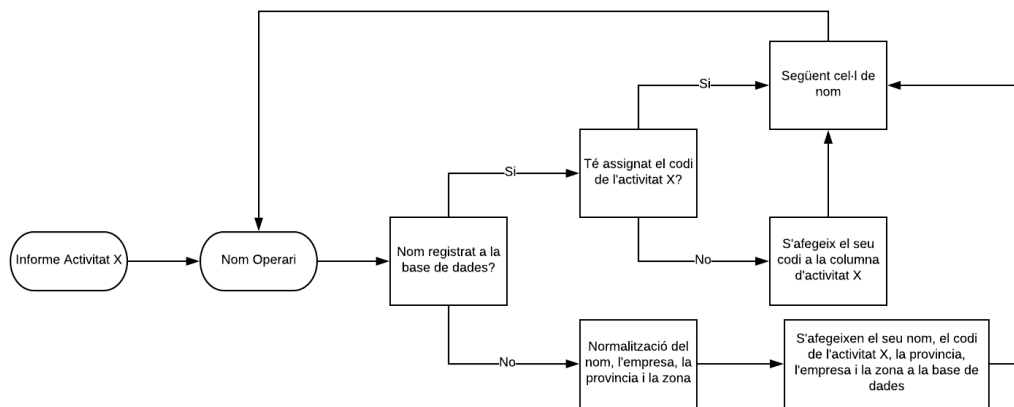 Informe Activitat X
Nom Operari
Nom registrat a la
base de dades?
Si
Té assignat el codi
de l'activitat X?
Si
Següent cel·l de
nom
No
S'afegeix el seu
codi a la columna
d'activitat X
No
Normalització del
nom, l'empresa, la
provincia i la zona
S'afegeixen el seu nom, el codi
de l'activitat X, la provincia,
l'empresa i la zona a la base de
dades